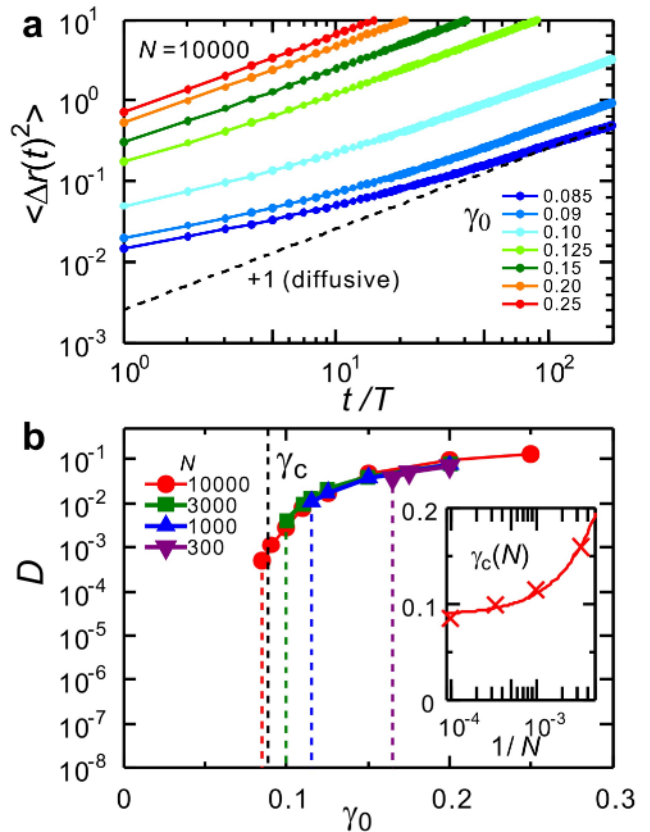 a
N =10000
10¹
10⁰
10⁻¹
10⁻²
10⁻³
<Δr(t)²>
γ₀
0.085
0.09
0.10
0.125
0.15
0.20
0.25
+1 (diffusive)
10⁰
10¹
10²
t/T
b
N
10000
3000
1000
300
γc
10⁻¹
10⁻²
10⁻³
10⁻⁴
10⁻⁵
10⁻⁶
10⁻⁷
10⁻⁸
D
0.2
0.1
0
γc(N)
10⁻⁴
10⁻³
1/N
0
0.1
0.2
0.3
γ₀